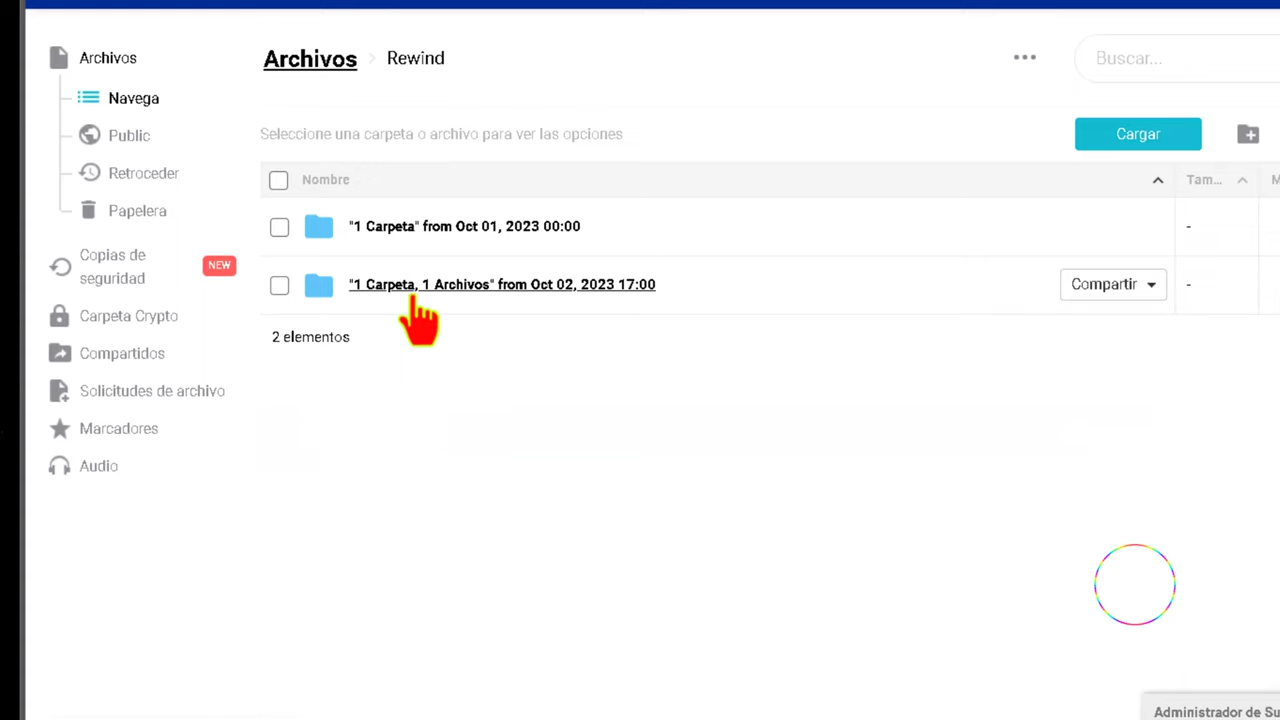 Archivos
Navega
Public
Retroceder
Papelera
Copias de
seguridad
NEW
Carpeta Crypto
Compartidos
Solicitudes de archivo
Marcadores
Audio
Archivos > Rewind
Buscar...
Seleccione una carpeta o archivo para ver las opciones
Cargar
Nombre
Tam...
M
"1 Carpeta" from Oct 01, 2023 00:00
-
"1 Carpeta, 1 Archivos" from Oct 02, 2023 17:00
Compartir
-
2 elementos
Administrador de Su